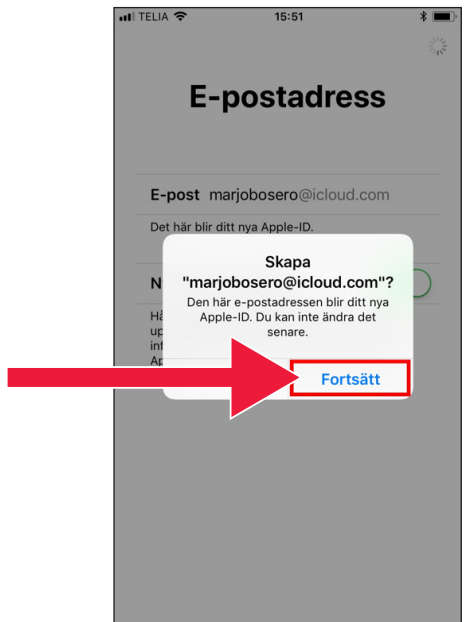 TELIA 15:51
E-postadress
E-post marjobosero@icloud.com
Det här blir ditt nya Apple-ID.
Skapa
"marjobosero@icloud.com"?
Den här e-postadressen blir ditt nya
Apple-ID. Du kan inte ändra det
senare.
Fortsätt